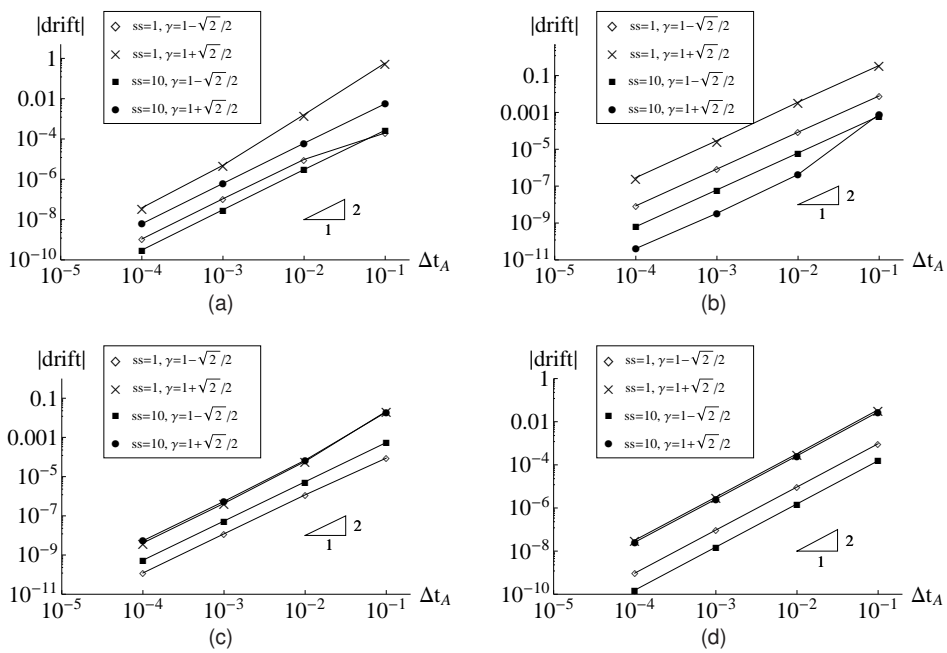 |drift|
ss=1, γ=1−√2/2
ss=1, γ=1+√2/2
ss=10, γ=1−√2/2
ss=10, γ=1+√2/2
1
0.01
10⁻⁴
10⁻⁶
10⁻⁸
10⁻¹⁰
2
1
10⁻⁵ 10⁻⁴ 10⁻³ 10⁻² 10⁻¹ Δt_A
(a)
|drift|
ss=1, γ=1−√2/2
ss=1, γ=1+√2/2
ss=10, γ=1−√2/2
ss=10, γ=1+√2/2
0.1
0.001
10⁻⁵
10⁻⁷
10⁻⁹
10⁻¹¹
2
1
10⁻⁵ 10⁻⁴ 10⁻³ 10⁻² 10⁻¹ Δt_A
(b)
|drift|
ss=1, γ=1−√2/2
ss=1, γ=1+√2/2
ss=10, γ=1−√2/2
ss=10, γ=1+√2/2
0.1
0.001
10⁻⁵
10⁻⁷
10⁻⁹
10⁻¹¹
2
1
10⁻⁵ 10⁻⁴ 10⁻³ 10⁻² 10⁻¹ Δt_A
(c)
|drift|
ss=1, γ=1−√2/2
ss=1, γ=1+√2/2
ss=10, γ=1−√2/2
ss=10, γ=1+√2/2
1
0.01
10⁻⁴
10⁻⁶
10⁻⁸
10⁻¹⁰
2
1
10⁻⁵ 10⁻⁴ 10⁻³ 10⁻² 10⁻¹ Δt_A
(d)